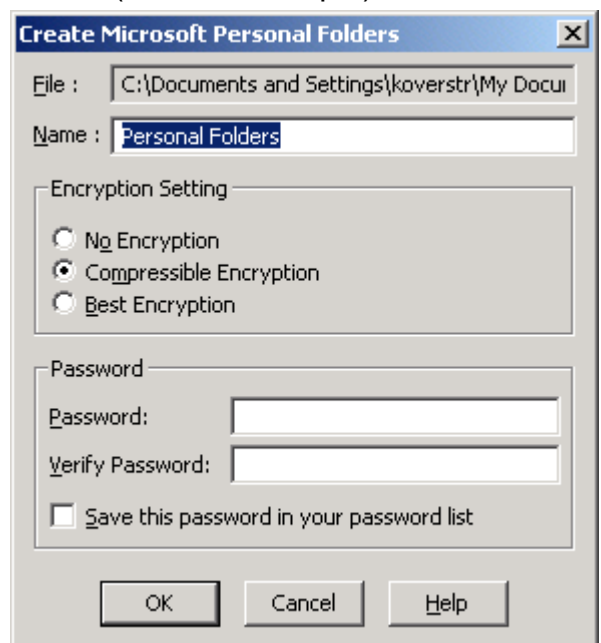 Create Microsoft Personal Folders
File : C:\Documents and Settings\koverstr\My Docu
Name : Personal Folders
Encryption Setting
No Encryption
Compressible Encryption
Best Encryption
Password
Password:
Verify Password:
Save this password in your password list
OK Cancel Help